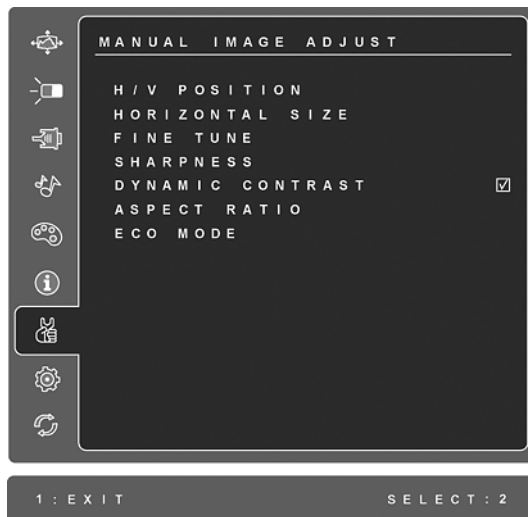 MANUAL IMAGE ADJUST
H/V POSITION
HORIZONTAL SIZE
FINE TUNE
SHARPNESS
DYNAMIC CONTRAST
ASPECT RATIO
ECO MODE
1:EXIT SELECT:2